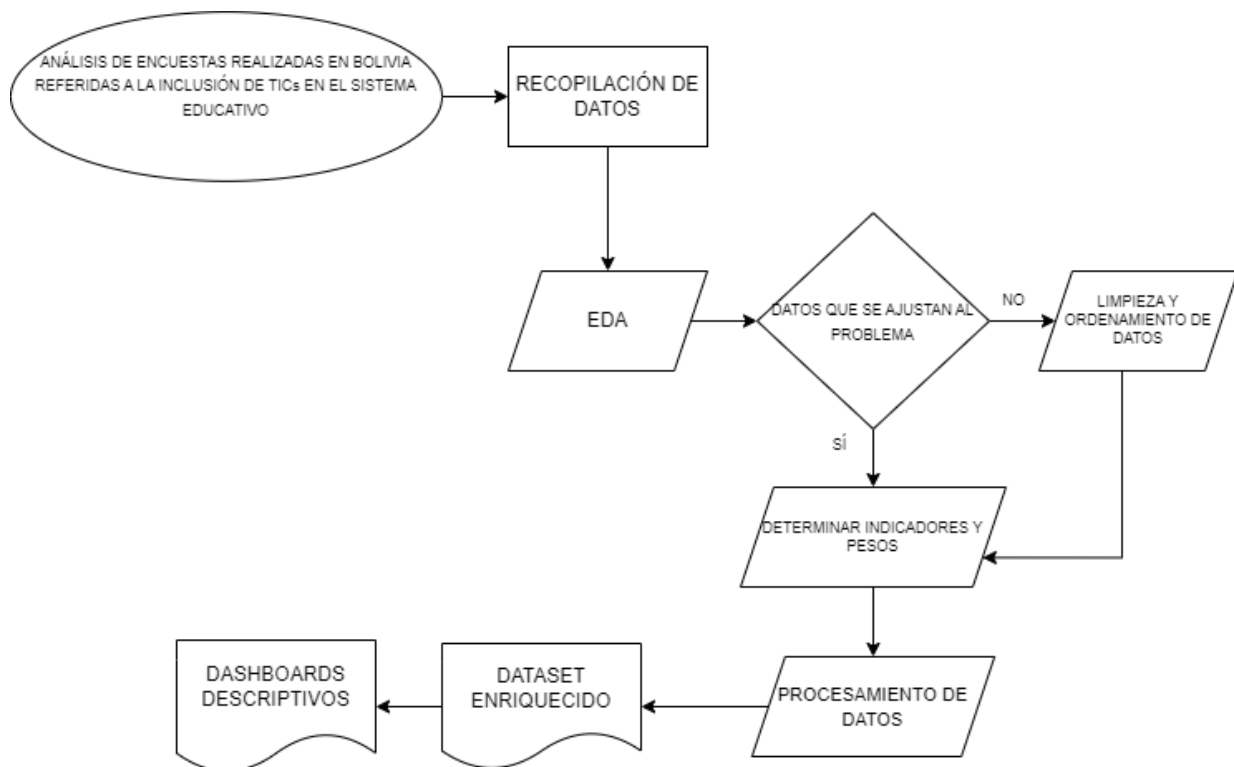 ANÁLISIS DE ENCUESTAS REALIZADAS EN BOLIVIA
REFERIDAS A LA INCLUSIÓN DE TICs EN EL SISTEMA
EDUCATIVO
RECOPILACIÓN DE
DATOS
EDA
DATOS QUE SE AJUSTAN AL
PROBLEMA
NO
LIMPIEZA Y
ORDENAMIENTO DE
DATOS
SÍ
DETERMINAR INDICADORES Y
PESOS
PROCESAMIENTO DE
DATOS
DATASET
ENRIQUECIDO
DASHBOARDS
DESCRIPTIVOS